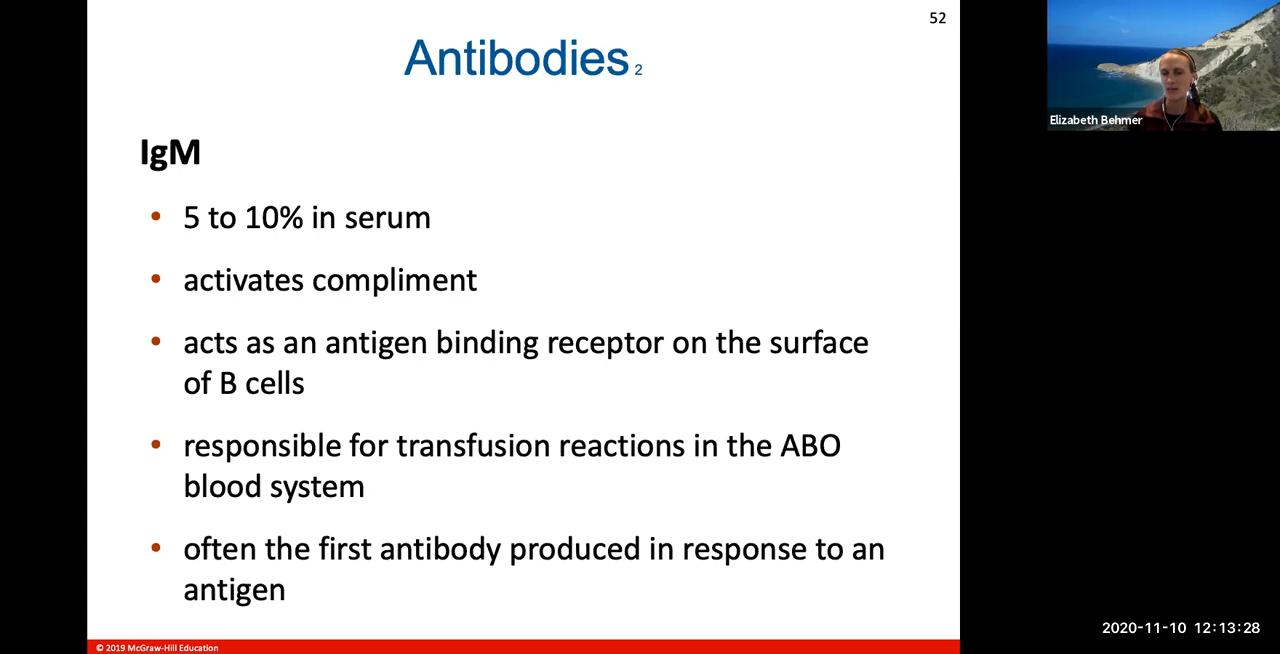 52
Antibodies 2
Elizabeth Behmer
IgM
• 5 to 10% in serum
• activates compliment
• acts as an antigen binding receptor on the surface
of B cells
• responsible for transfusion reactions in the ABO
blood system
• often the first antibody produced in response to an
antigen
2020-11-10 12:13:28
© 2019 McGraw-Hill Education